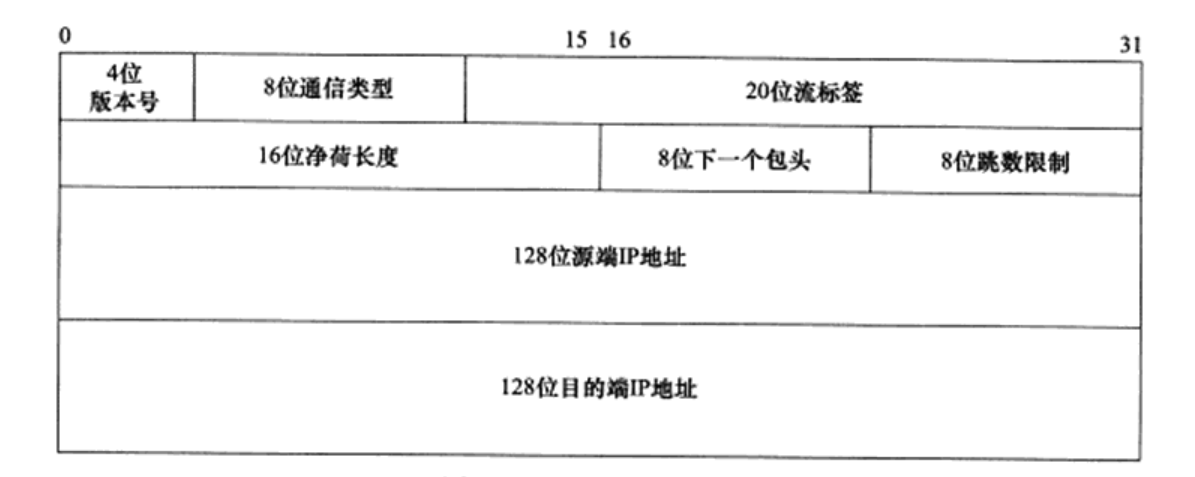 0 15 16 31
4位
版本号
8位通信类型
20位流标签
16位净荷长度
8位下一个包头
8位跳数限制
128位源端IP地址
128位目的端IP地址